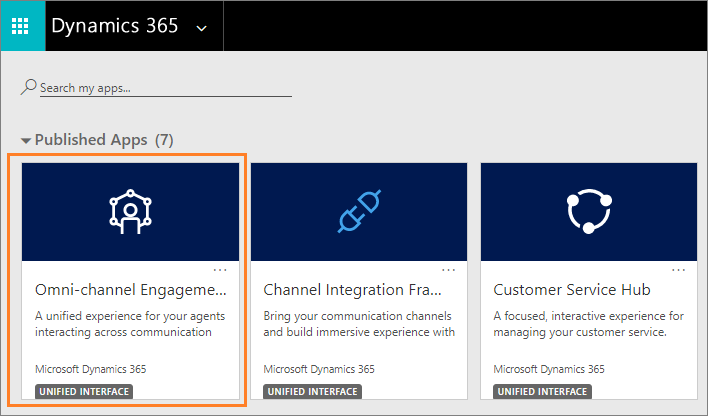 Dynamics 365
Search my apps...
Published Apps (7)
Omni-channel Engageme...
A unified experience for your agents
interacting across communication
Microsoft Dynamics 365
UNIFIED INTERFACE
Channel Integration Fra...
Bring your communication channels
and build immersive experience with
Microsoft Dynamics 365
UNIFIED INTERFACE
Customer Service Hub
A focused, interactive experience for
managing your customer service.
Microsoft Dynamics 365
UNIFIED INTERFACE